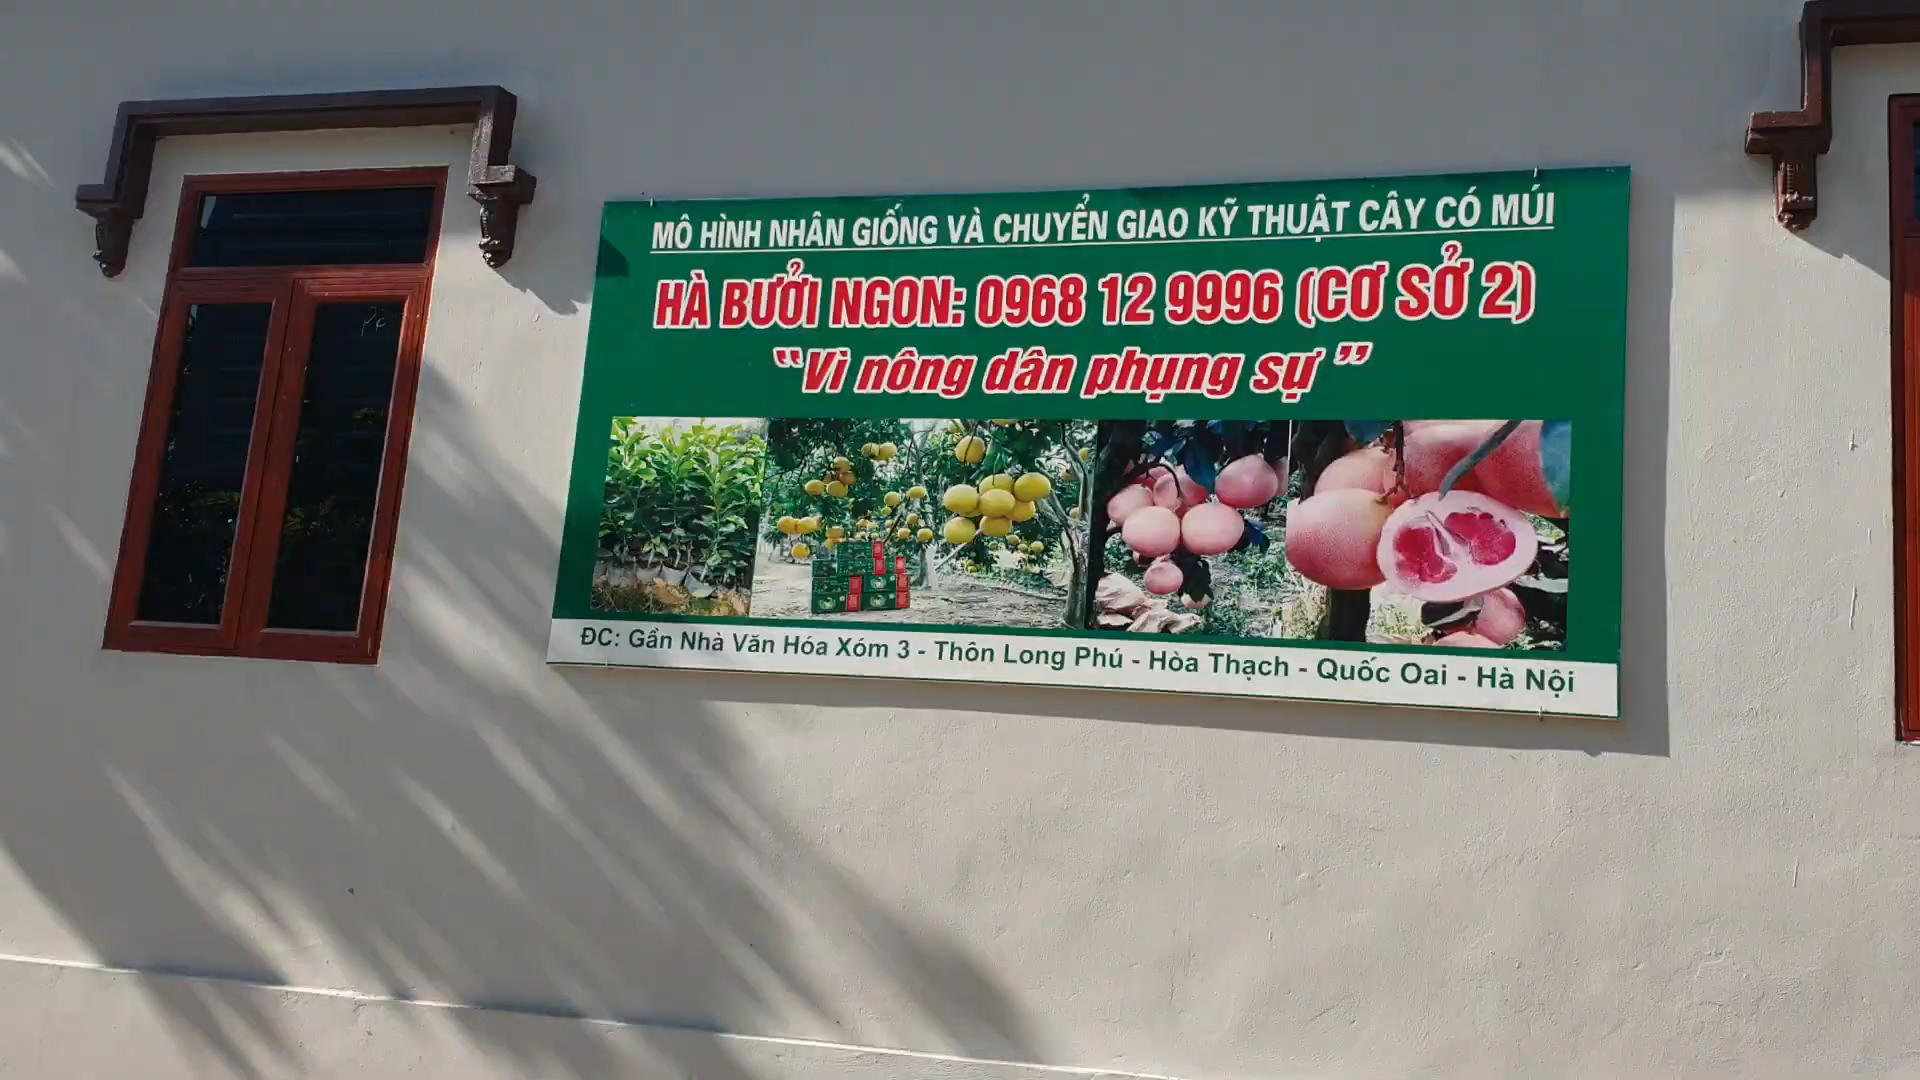 MÔ HÌNH NHÂN GIỐNG VÀ CHUYỂN GIAO KỸ THUẬT CÂY CÓ MÚI
HÀ BƯỞI NGON: 0968 12 9996 (CƠ SỞ 2)
"Vì nông dân phụng sự"
ĐC: Gần Nhà Văn Hóa Xóm 3 - Thôn Long Phú - Hòa Thạch - Quốc Oai - Hà Nội